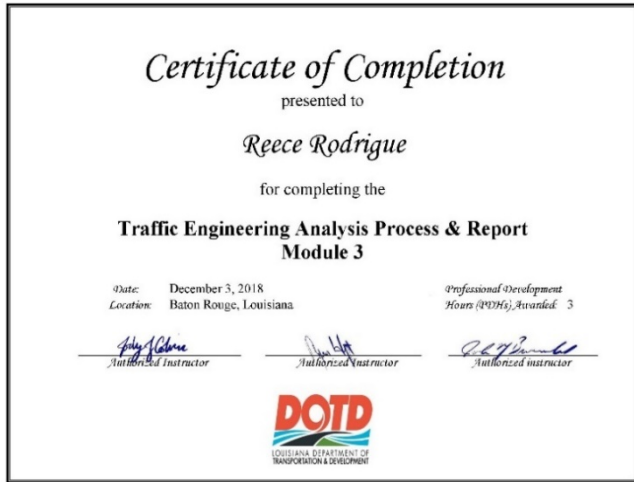 Certificate of Completion
presented to
Reece Rodrigue
for completing the
Traffic Engineering Analysis Process & Report
Module 3
Date: December 3, 2018
Location: Baton Rouge, Louisiana
Professional Development
Hours (PDHs) Awarded: 3
Authorized Instructor
Authorized Instructor
Authorized instructor
DOTD
LOUISIANA DEPARTMENT OF
TRANSPORTATION & DEVELOPMENT